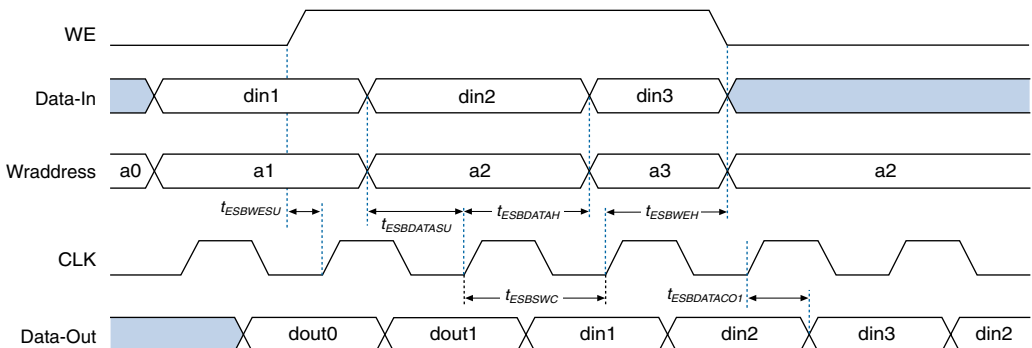 WE
Data-In din1 din2 din3
Wraddress a0 a1 a2 a3 a2
tESBWESU tESBDATASU tESBDATAH tESBWEH
CLK
tESBSWC tESBDATACO1
Data-Out dout0 dout1 din1 din2 din3 din2